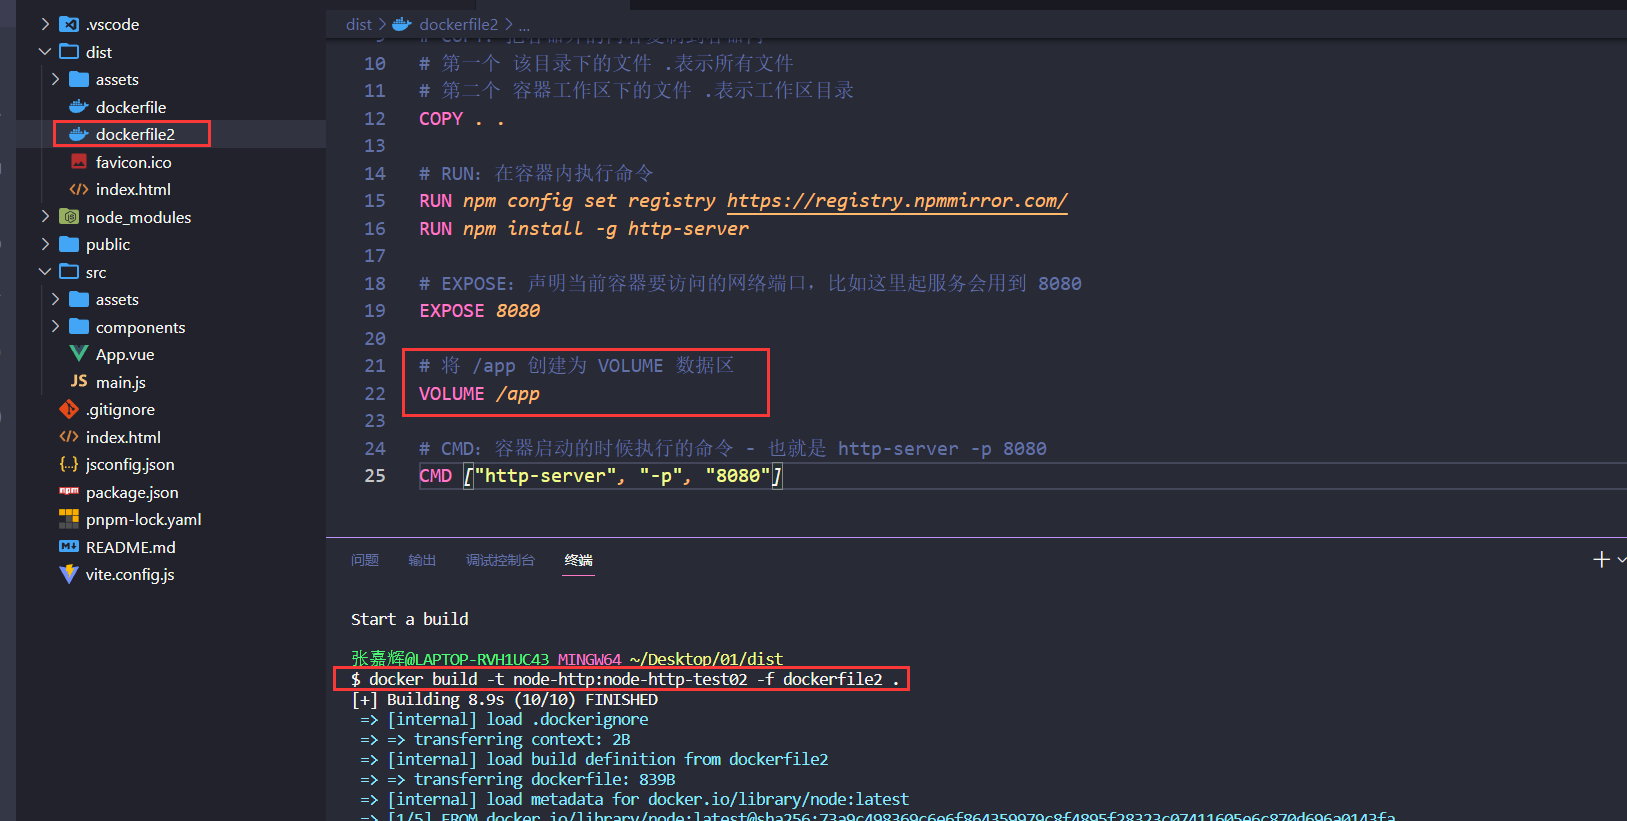 .vscode
dist
assets
dockerfile
dockerfile2
favicon.ico
index.html
node_modules
public
src
assets
components
App.vue
JS main.js
.gitignore
index.html
jsconfig.json
package.json
pnpm-lock.yaml
README.md
vite.config.js
dist > dockerfile2 > ...
10 # 第一个 该目录下的文件 .表示所有文件
11 # 第二个 容器工作区下的文件 .表示工作区目录
12 COPY . .
13
14 # RUN: 在容器内执行命令
15 RUN npm config set registry https://registry.npmmirror.com/
16 RUN npm install -g http-server
17
18 # EXPOSE: 声明当前容器要访问的网络端口, 比如这里起服务会用到 8080
19 EXPOSE 8080
20
21 # 将 /app 创建为 VOLUME 数据区
22 VOLUME /app
23
24 # CMD: 容器启动的时候执行的命令 - 也就是 http-server -p 8080
25 CMD ["http-server", "-p", "8080"]
问题 输出 调试控制台 终端
Start a build
张嘉辉@LAPTOP-RVH1UC43 MINGW64 ~/Desktop/01/dist
$ docker build -t node-http:node-http-test02 -f dockerfile2 .
[+] Building 8.9s (10/10) FINISHED
=> [internal] load .dockerignore
=> => transferring context: 2B
=> [internal] load build definition from dockerfile2
=> => transferring dockerfile: 839B
=> [internal] load metadata for docker.io/library/node:latest